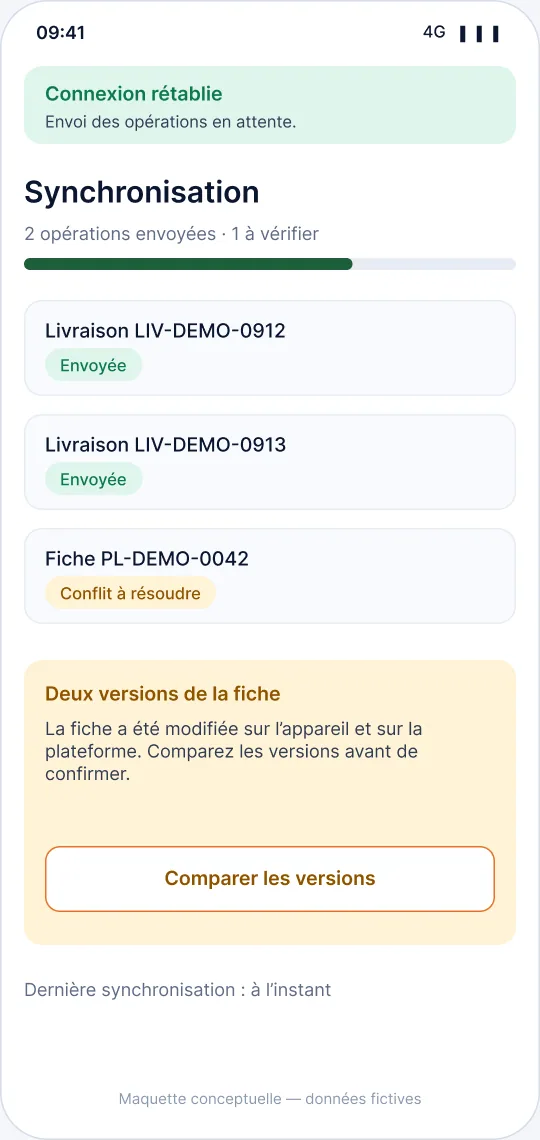 09:41
4G
Connexion rétablie
Envoi des opérations en attente.
Synchronisation
2 opérations envoyées · 1 à vérifier
Livraison LIV-DEMO-0912
Envoyée
Livraison LIV-DEMO-0913
Envoyée
Fiche PL-DEMO-0042
Conflit à résoudre
Deux versions de la fiche
La fiche a été modifiée sur l’appareil et sur la
plateforme. Comparez les versions avant de
confirmer.
Comparer les versions
Dernière synchronisation : à l’instant
Maquette conceptuelle — données fictives